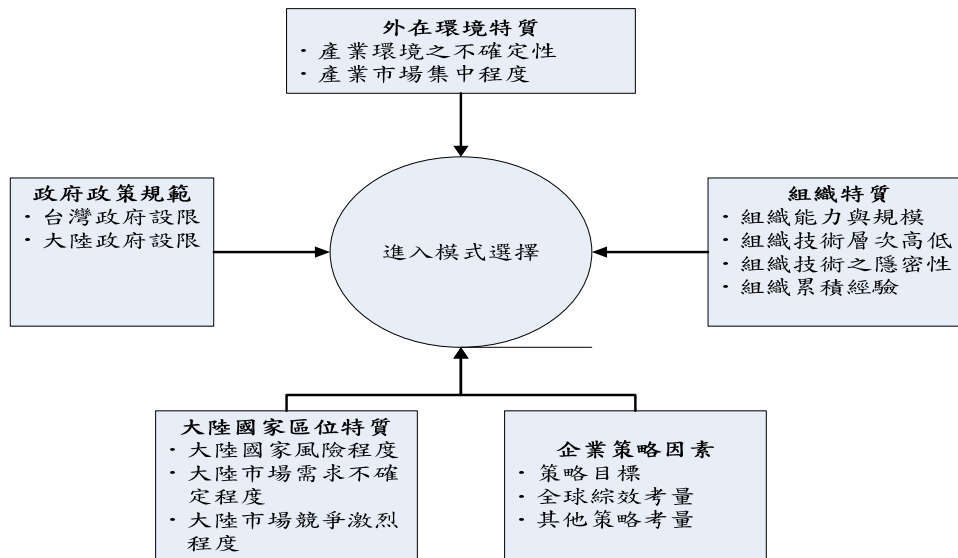 外在環境特質
· 產業環境之不確定性
· 產業市場集中程度
政府政策規範
· 台灣政府設限
· 大陸政府設限
進入模式選擇
組織特質
· 組織能力與規模
· 組織技術層次高低
· 組織技術之隱密性
· 組織累積經驗
大陸國家區位特質
· 大陸國家風險程度
· 大陸市場需求不確
定程度
· 大陸市場競爭激烈
程度
企業策略因素
· 策略目標
· 全球綜效考量
· 其他策略考量